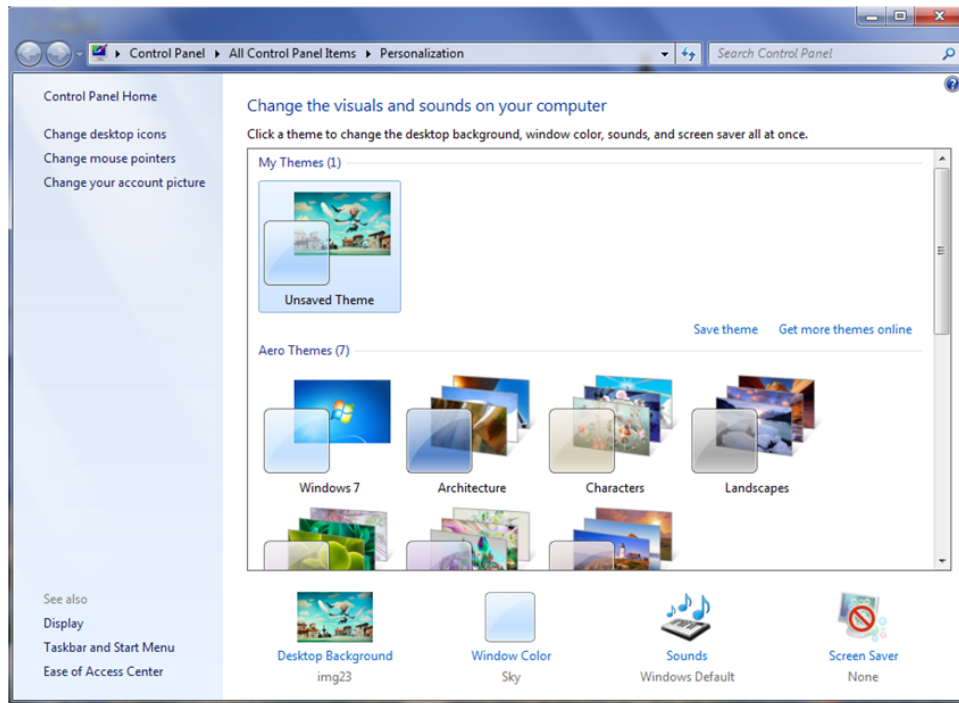 Control Panel ▸ All Control Panel Items ▸ Personalization
Search Control Panel
Control Panel Home
Change desktop icons
Change mouse pointers
Change your account picture
See also
Display
Taskbar and Start Menu
Ease of Access Center
Change the visuals and sounds on your computer
Click a theme to change the desktop background, window color, sounds, and screen saver all at once.
My Themes (1)
Unsaved Theme
Save theme Get more themes online
Aero Themes (7)
Windows 7 Architecture Characters Landscapes
Desktop Background Window Color Sounds Screen Saver
img23 Sky Windows Default None